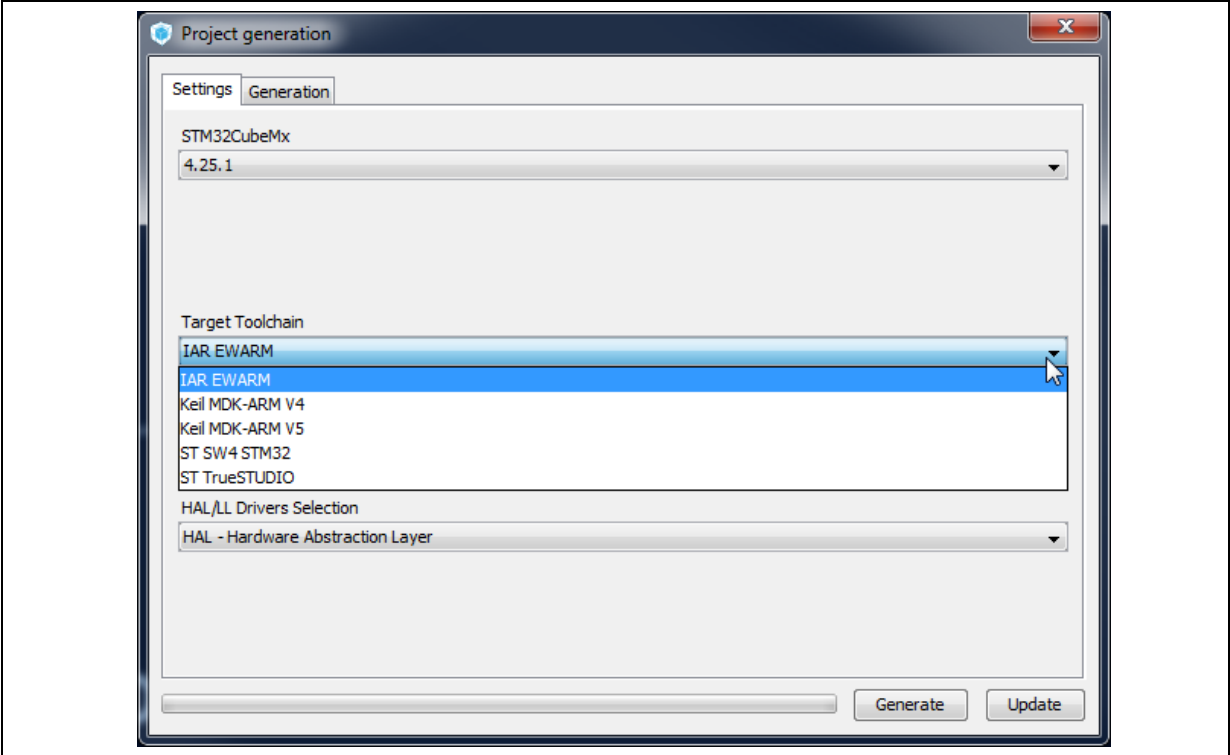 Project generation
Settings
Generation
STM32CubeMx
4.25.1
Target Toolchain
IAR EWARM
IAR EWARM
Keil MDK-ARM V4
Keil MDK-ARM V5
ST SW4 STM32
ST TrueSTUDIO
HAL/LL Drivers Selection
HAL - Hardware Abstraction Layer
Generate
Update